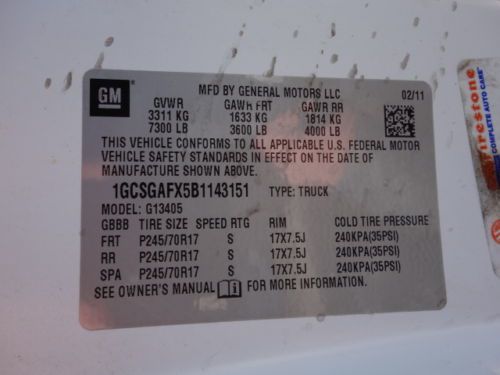 GM
MFD BY GENERAL MOTORS LLC
02/11
GVWR GAWR FRT GAWR RR
3311 KG 1633 KG 1814 KG
7300 LB 3600 LB 4000 LB
THIS VEHICLE CONFORMS TO ALL APPLICABLE U.S. FEDERAL MOTOR
VEHICLE SAFETY STANDARDS IN EFFECT ON THE DATE OF
MANUFACTURE SHOWN ABOVE.
1GCSGAFX5B1143151 TYPE: TRUCK
MODEL: G13405
GBBB TIRE SIZE SPEED RTG RIM COLD TIRE PRESSURE
FRT P245/70R17 S 17X7.5J 240KPA(35PSI)
RR P245/70R17 S 17X7.5J 240KPA(35PSI)
SPA P245/70R17 S 17X7.5J 240KPA(35PSI)
SEE OWNER'S MANUAL i FOR MORE INFORMATION.
Firestone
COMPLETE AUTO CARE